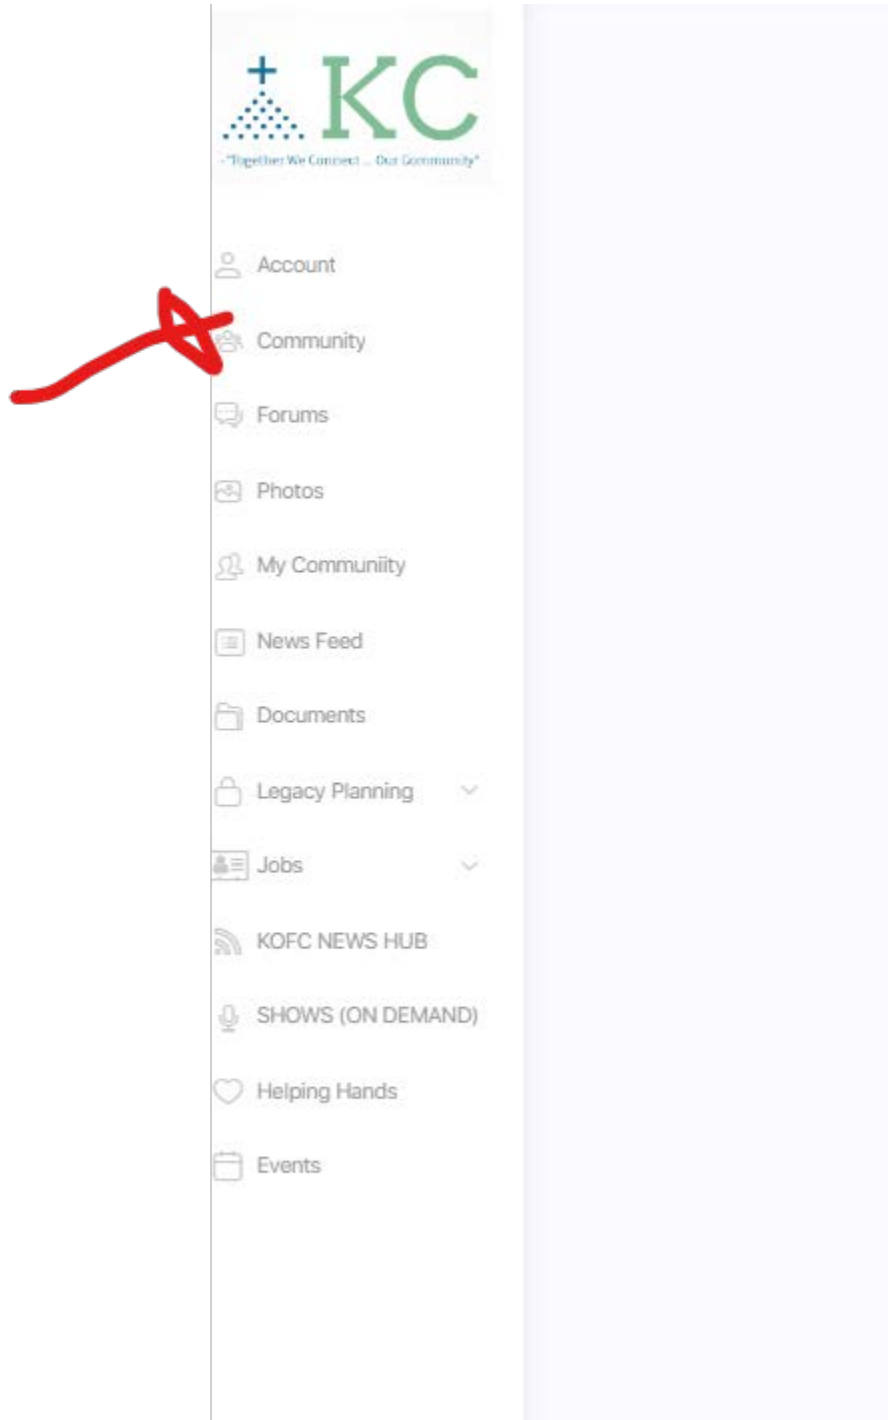 KC
- "Together We Connect ... Our Community"
Account
Community
Forums
Photos
My Communiity
News Feed
Documents
Legacy Planning
Jobs
KOFC NEWS HUB
SHOWS (ON DEMAND)
Helping Hands
Events